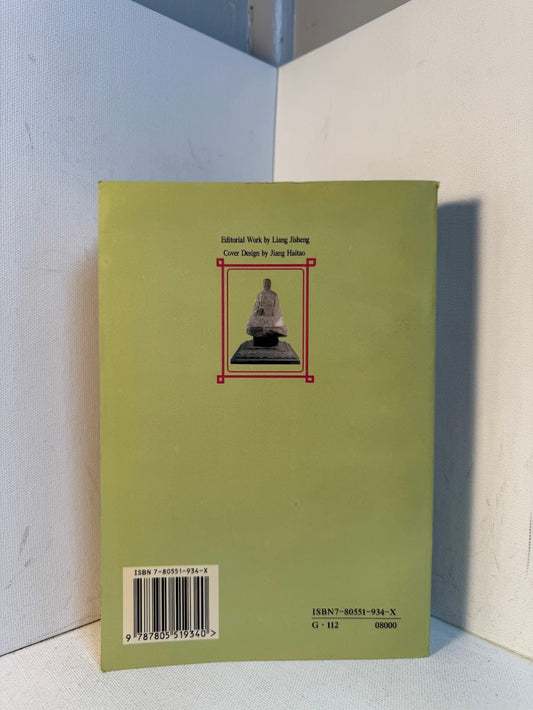 Editorial Work by Liang Jisheng
Cover Design by Jiang Haitao
ISBN 7-80551-934-X
9 787805 519340 >
ISBN7-80551-934-X
G · 112 08000